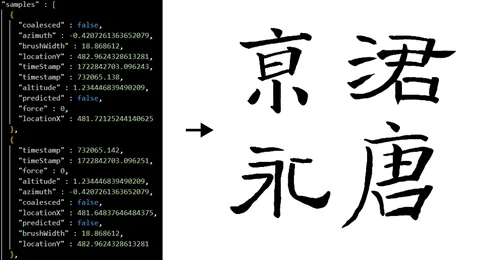 "samples" : [
{
"coalesced" : false,
"azimuth" : -0.4207261363652079,
"brushWidth" : 18.868612,
"locationY" : 482.9624328613281,
"timeStamp" : 1722842703.096243,
"timestamp" : 732065.138,
"altitude" : 1.234446839490209,
"predicted" : false,
"force" : 0,
"locationX" : 481.72125244140625
},
{
"timestamp" : 732065.142,
"timeStamp" : 1722842703.096251,
"force" : 0,
"altitude" : 1.234446839490209,
"azimuth" : -0.4207261363652079,
"coalesced" : false,
"locationX" : 481.64837646484375,
"predicted" : false,
"brushWidth" : 18.868612,
"locationY" : 482.9624328613281
},
亰 涒
永 唐